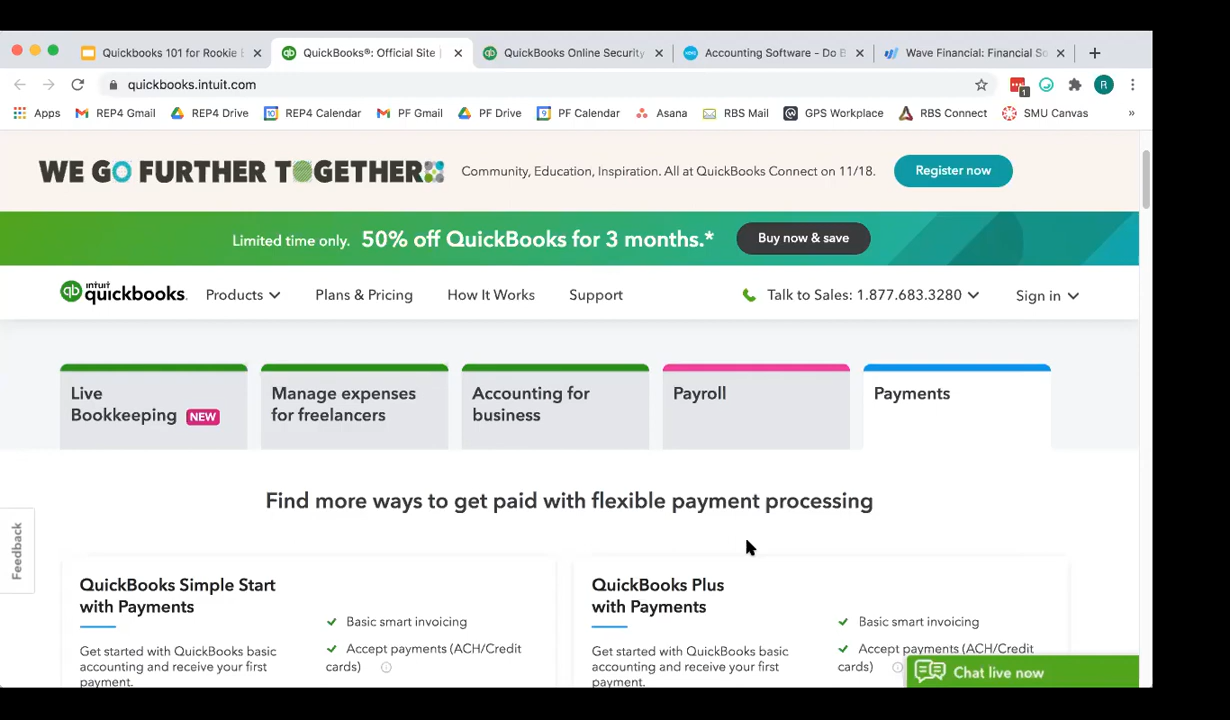 Quickbooks 101 for Rookie
QuickBooks®: Official Site
QuickBooks Online Security
Accounting Software - Do B
Wave Financial: Financial So
quickbooks.intuit.com
1
R
Apps
REP4 Gmail
REP4 Drive
10
REP4 Calendar
PF Gmail
PF Drive
9
PF Calendar
Asana
RBS Mail
GPS Workplace
RBS Connect
SMU Canvas
»
WE GO FURTHER TOGETHER
Community, Education, Inspiration. All at QuickBooks Connect on 11/18.
Register now
Limited time only. 50% off QuickBooks for 3 months.*
Buy now & save
qb intuit quickbooks.
Products
Plans & Pricing
How It Works
Support
Talk to Sales: 1.877.683.3280
Sign in
Live
Bookkeeping NEW
Manage expenses
for freelancers
Accounting for
business
Payroll
Payments
Find more ways to get paid with flexible payment processing
Feedback
QuickBooks Simple Start
with Payments
Get started with QuickBooks basic
accounting and receive your first
payment.
Basic smart invoicing
Accept payments (ACH/Credit
cards)
QuickBooks Plus
with Payments
Get started with QuickBooks basic
accounting and receive your first
payment.
Basic smart invoicing
Accept payments (ACH/Credit
cards)
Chat live now